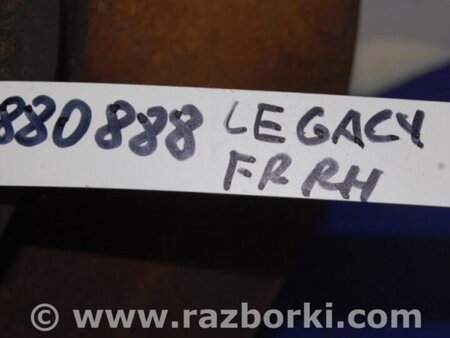 880888 LEGACY
FR RH
© www.razborki.com